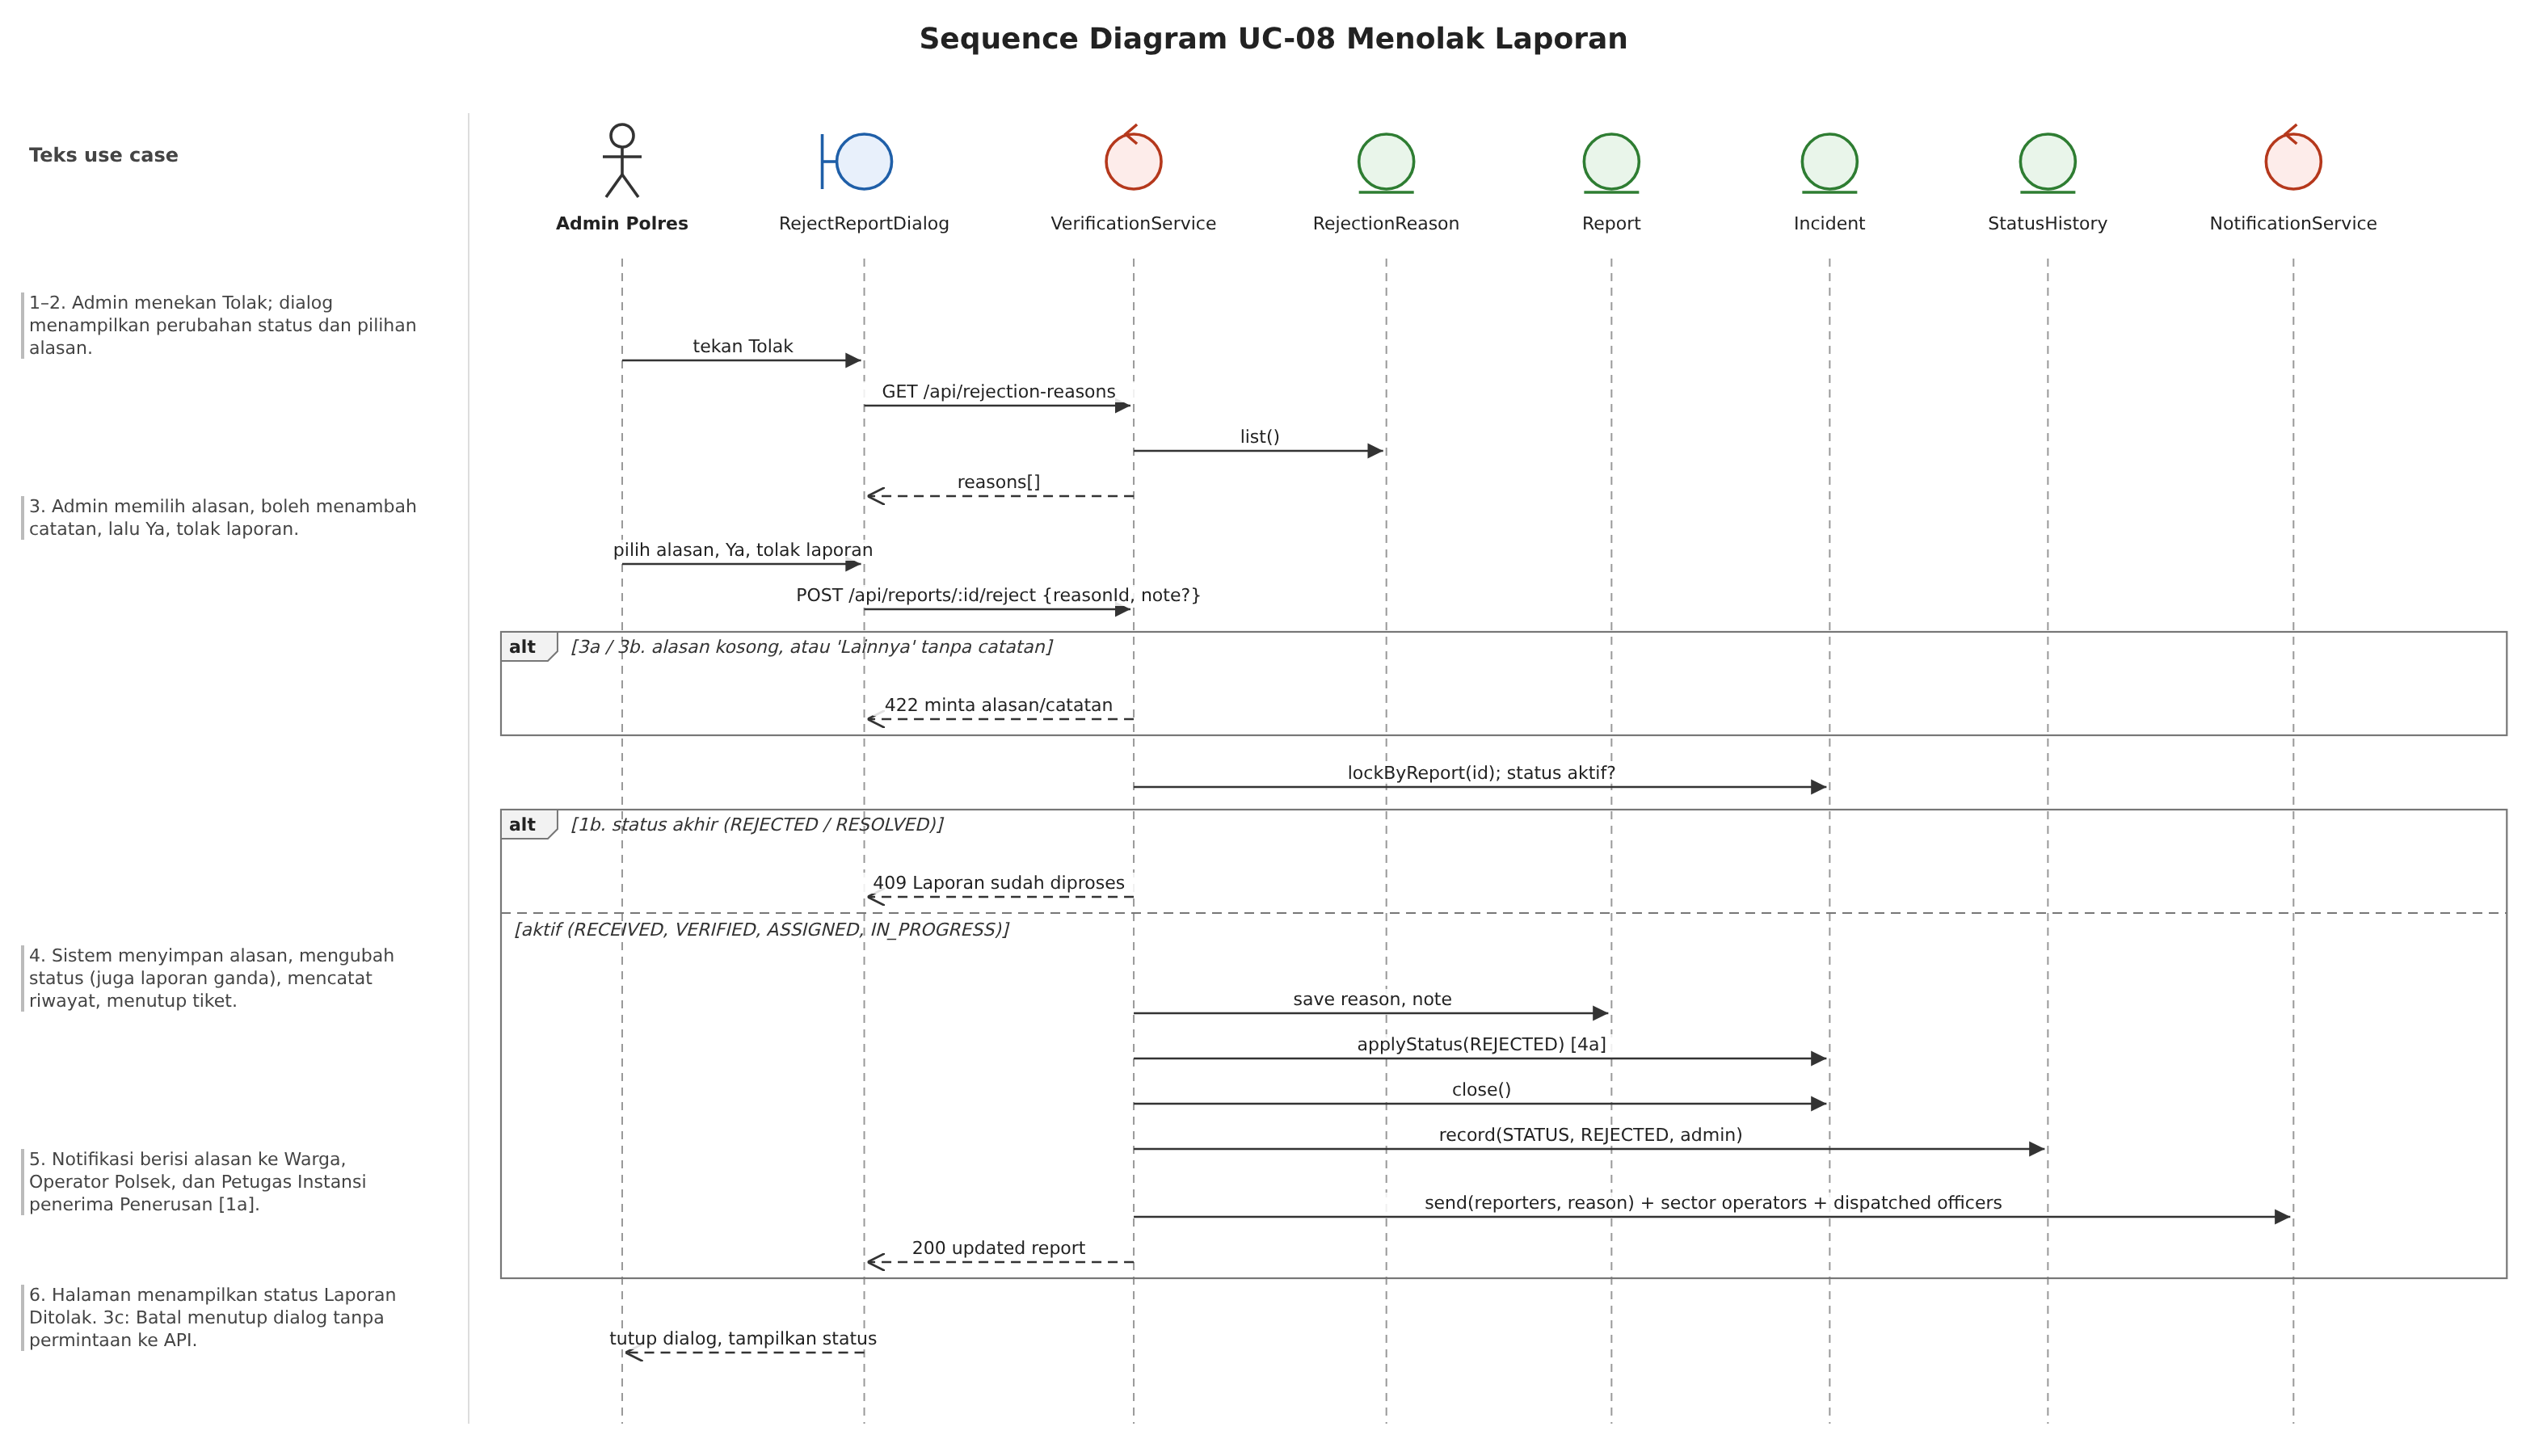 Sequence Diagram UC-08 Menolak Laporan
Teks use case
Admin Polres
RejectReportDialog
VerificationService
RejectionReason
Report
Incident
StatusHistory
NotificationService
1–2. Admin menekan Tolak; dialog
menampilkan perubahan status dan pilihan
alasan.
tekan Tolak
GET /api/rejection-reasons
list()
reasons[]
3. Admin memilih alasan, boleh menambah
catatan, lalu Ya, tolak laporan.
pilih alasan, Ya, tolak laporan
POST /api/reports/:id/reject {reasonId, note?}
alt
[3a / 3b. alasan kosong, atau 'Lainnya' tanpa catatan]
422 minta alasan/catatan
lockByReport(id); status aktif?
alt
[1b. status akhir (REJECTED / RESOLVED)]
409 Laporan sudah diproses
[aktif (RECEIVED, VERIFIED, ASSIGNED, IN_PROGRESS)]
4. Sistem menyimpan alasan, mengubah
status (juga laporan ganda), mencatat
riwayat, menutup tiket.
save reason, note
applyStatus(REJECTED) [4a]
close()
record(STATUS, REJECTED, admin)
5. Notifikasi berisi alasan ke Warga,
Operator Polsek, dan Petugas Instansi
penerima Penerusan [1a].
send(reporters, reason) + sector operators + dispatched officers
200 updated report
6. Halaman menampilkan status Laporan
Ditolak. 3c: Batal menutup dialog tanpa
permintaan ke API.
tutup dialog, tampilkan status